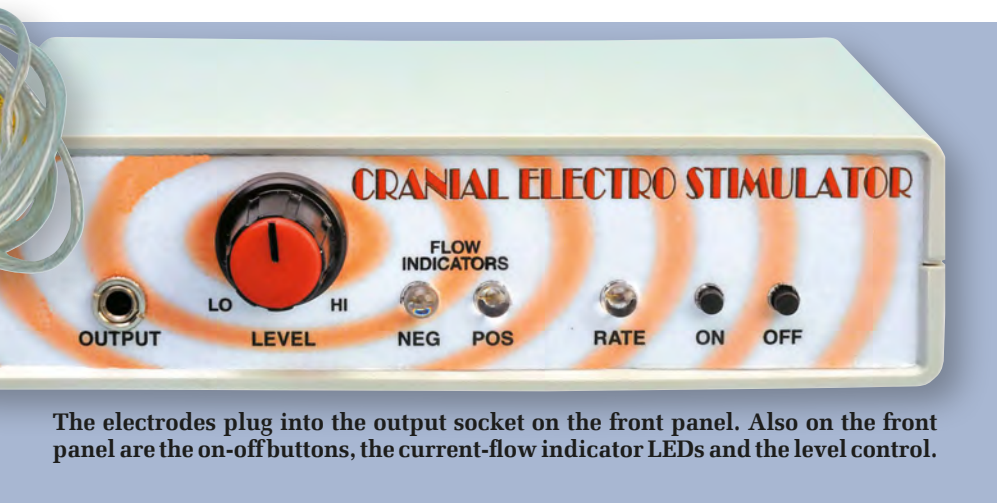 CRANIAL ELECTRO STIMULATOR
FLOW
INDICATORS
LO
HI
OUTPUT
LEVEL
NEG
POS
RATE
ON
OFF
The electrodes plug into the output socket on the front panel. Also on the front
panel are the on-off buttons, the current-flow indicator LEDs and the level control.